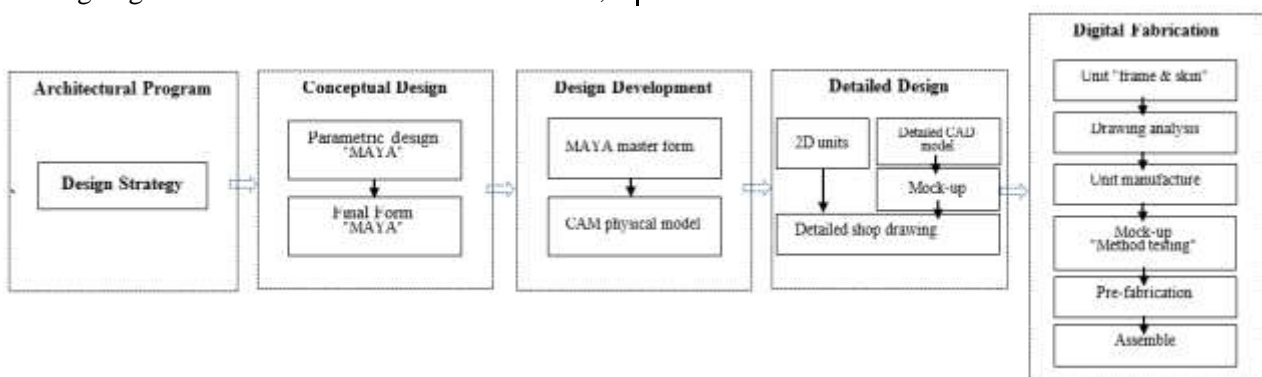 Architectural Program
Design Strategy
Conceptual Design
Parametric design
"MAYA"
Final Form
"MAYA"
Design Development
MAYA master form
CAM physical model
Detailed Design
2D units
Detailed CAD
model
Mock-up
Detailed shop drawing
Digital Fabrication
Unit "frame & skin"
Drawing analysis
Unit manufacture
Mock-up
"Method testing"
Pre-fabrication
Assemble